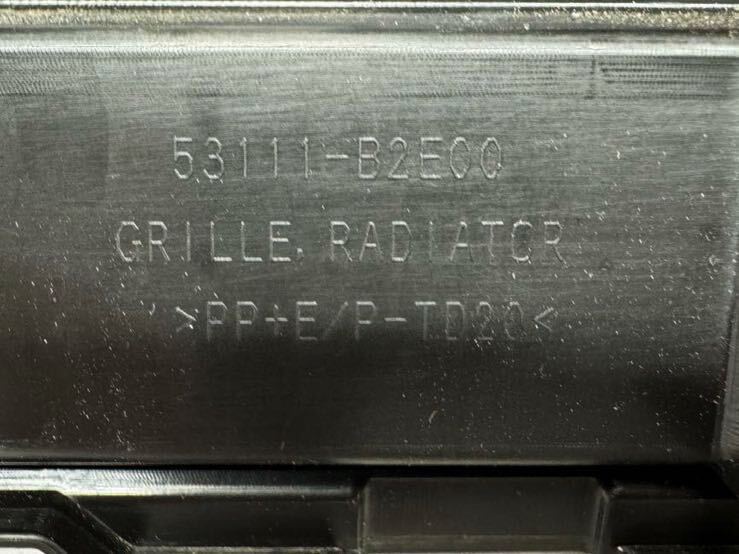 53111-B2E00
GRILLE, RADIATOR
>PP+E/P-TD20<